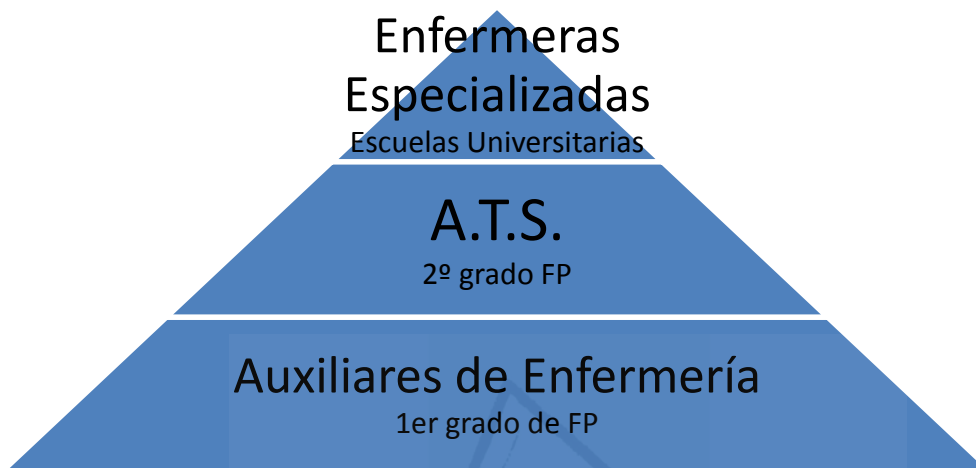 Enfermeras
Especializadas
Escuelas Universitarias
A.T.S.
2º grado FP
Auxiliares de Enfermería
1er grado de FP